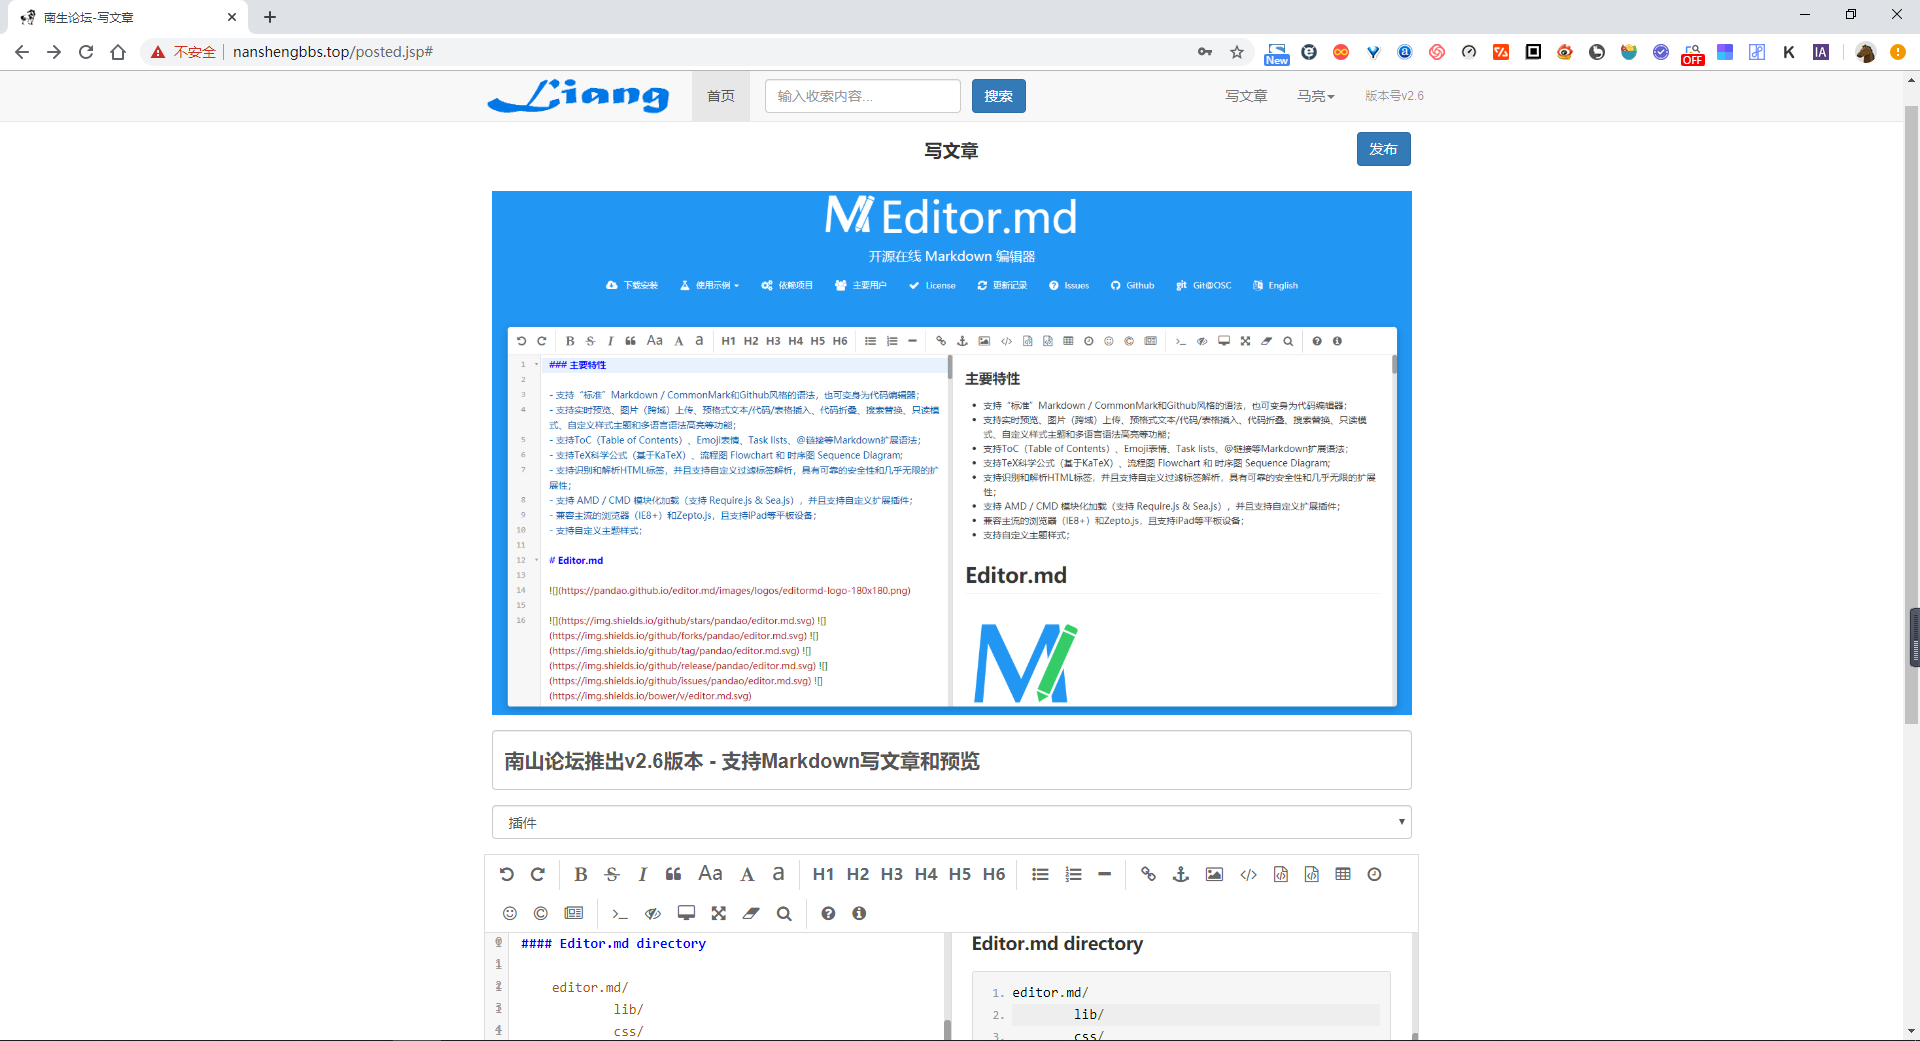 南生论坛-写文章
不安全 nanshengbbs.top/posted.jsp#
New
OFF
K
IA
Liang 首页 输入收索内容... 搜索 写文章 马亮 版本号v2.6
写文章 发布
Editor.md
开源在线 Markdown 编辑器
下载安装 使用示例 依赖项目 主要用户 License 更新记录 Issues Github Git@OSC English
B S I Aa A a H1 H2 H3 H4 H5 H6
1 ### 主要特性
2
3 - 支持“标准”Markdown / CommonMark和Github风格的语法，也可变身为代码编辑器；
4 - 支持实时预览、图片（跨域）上传、预格式文本/代码/表格插入、代码折叠、搜索替换、只读模
式、自定义样式主题和多语言语法高亮等功能；
5 - 支持ToC（Table of Contents）、Emoji表情、Task lists、@链接等Markdown扩展语法；
6 - 支持TeX科学公式（基于KaTeX）、流程图 Flowchart 和 时序图 Sequence Diagram;
7 - 支持识别和解析HTML标签，并且支持自定义过滤标签解析，具有可靠的安全性和几乎无限的扩
展性；
8 - 支持 AMD / CMD 模块化加载（支持 Require.js & Sea.js），并且支持自定义扩展插件；
9 - 兼容主流的浏览器（IE8+）和Zepto.js，且支持iPad等平板设备；
10 - 支持自定义主题样式；
11
12 # Editor.md
13
14 ![](https://pandao.github.io/editor.md/images/logos/editormd-logo-180x180.png)
15
16 ![](https://img.shields.io/github/stars/pandao/editor.md.svg) ![]
(https://img.shields.io/github/forks/pandao/editor.md.svg) ![]
(https://img.shields.io/github/tag/pandao/editor.md.svg) ![]
(https://img.shields.io/github/release/pandao/editor.md.svg) ![]
(https://img.shields.io/github/issues/pandao/editor.md.svg) ![]
(https://img.shields.io/bower/v/editor.md.svg)
主要特性
支持“标准”Markdown / CommonMark和Github风格的语法，也可变身为代码编辑器；
支持实时预览、图片（跨域）上传、预格式文本/代码/表格插入、代码折叠、搜索替换、只读模
式、自定义样式主题和多语言语法高亮等功能；
支持ToC（Table of Contents）、Emoji表情、Task lists、@链接等Markdown扩展语法；
支持TeX科学公式（基于KaTeX）、流程图 Flowchart 和 时序图 Sequence Diagram;
支持识别和解析HTML标签，并且支持自定义过滤标签解析，具有可靠的安全性和几乎无限的扩展
性；
支持 AMD / CMD 模块化加载（支持 Require.js & Sea.js），并且支持自定义扩展插件；
兼容主流的浏览器（IE8+）和Zepto.js，且支持iPad等平板设备；
支持自定义主题样式；
Editor.md
南山论坛推出v2.6版本 - 支持Markdown写文章和预览
插件
B S I Aa A a H1 H2 H3 H4 H5 H6
#### Editor.md directory
1
2 editor.md/
3 lib/
4 css/
Editor.md directory
1. editor.md/
2. lib/
3. css/